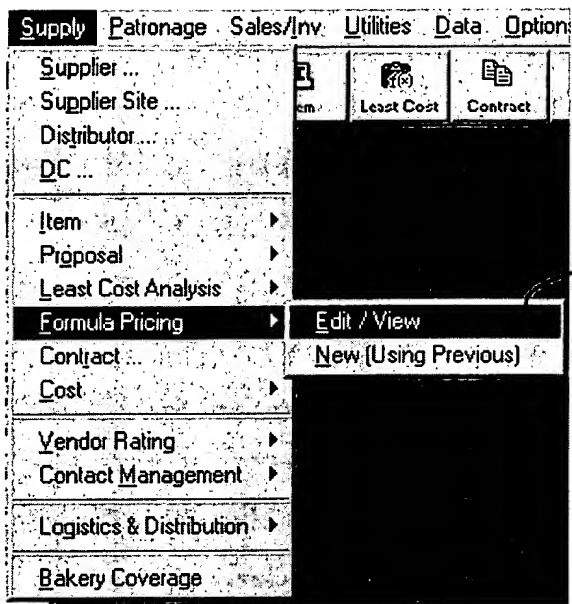 Supply Patronage Sales/Inv Utilities Data Option
Supplier ...
Supplier Site ...
Distributor ...
DC ...
Least Cost Contract
Item
Proposal
Least Cost Analysis
Formula Pricing
Edit / View
Contract ...
New (Using Previous)
Cost
Vendor Rating
Contact Management
Logistics & Distribution
Bakery Coverage